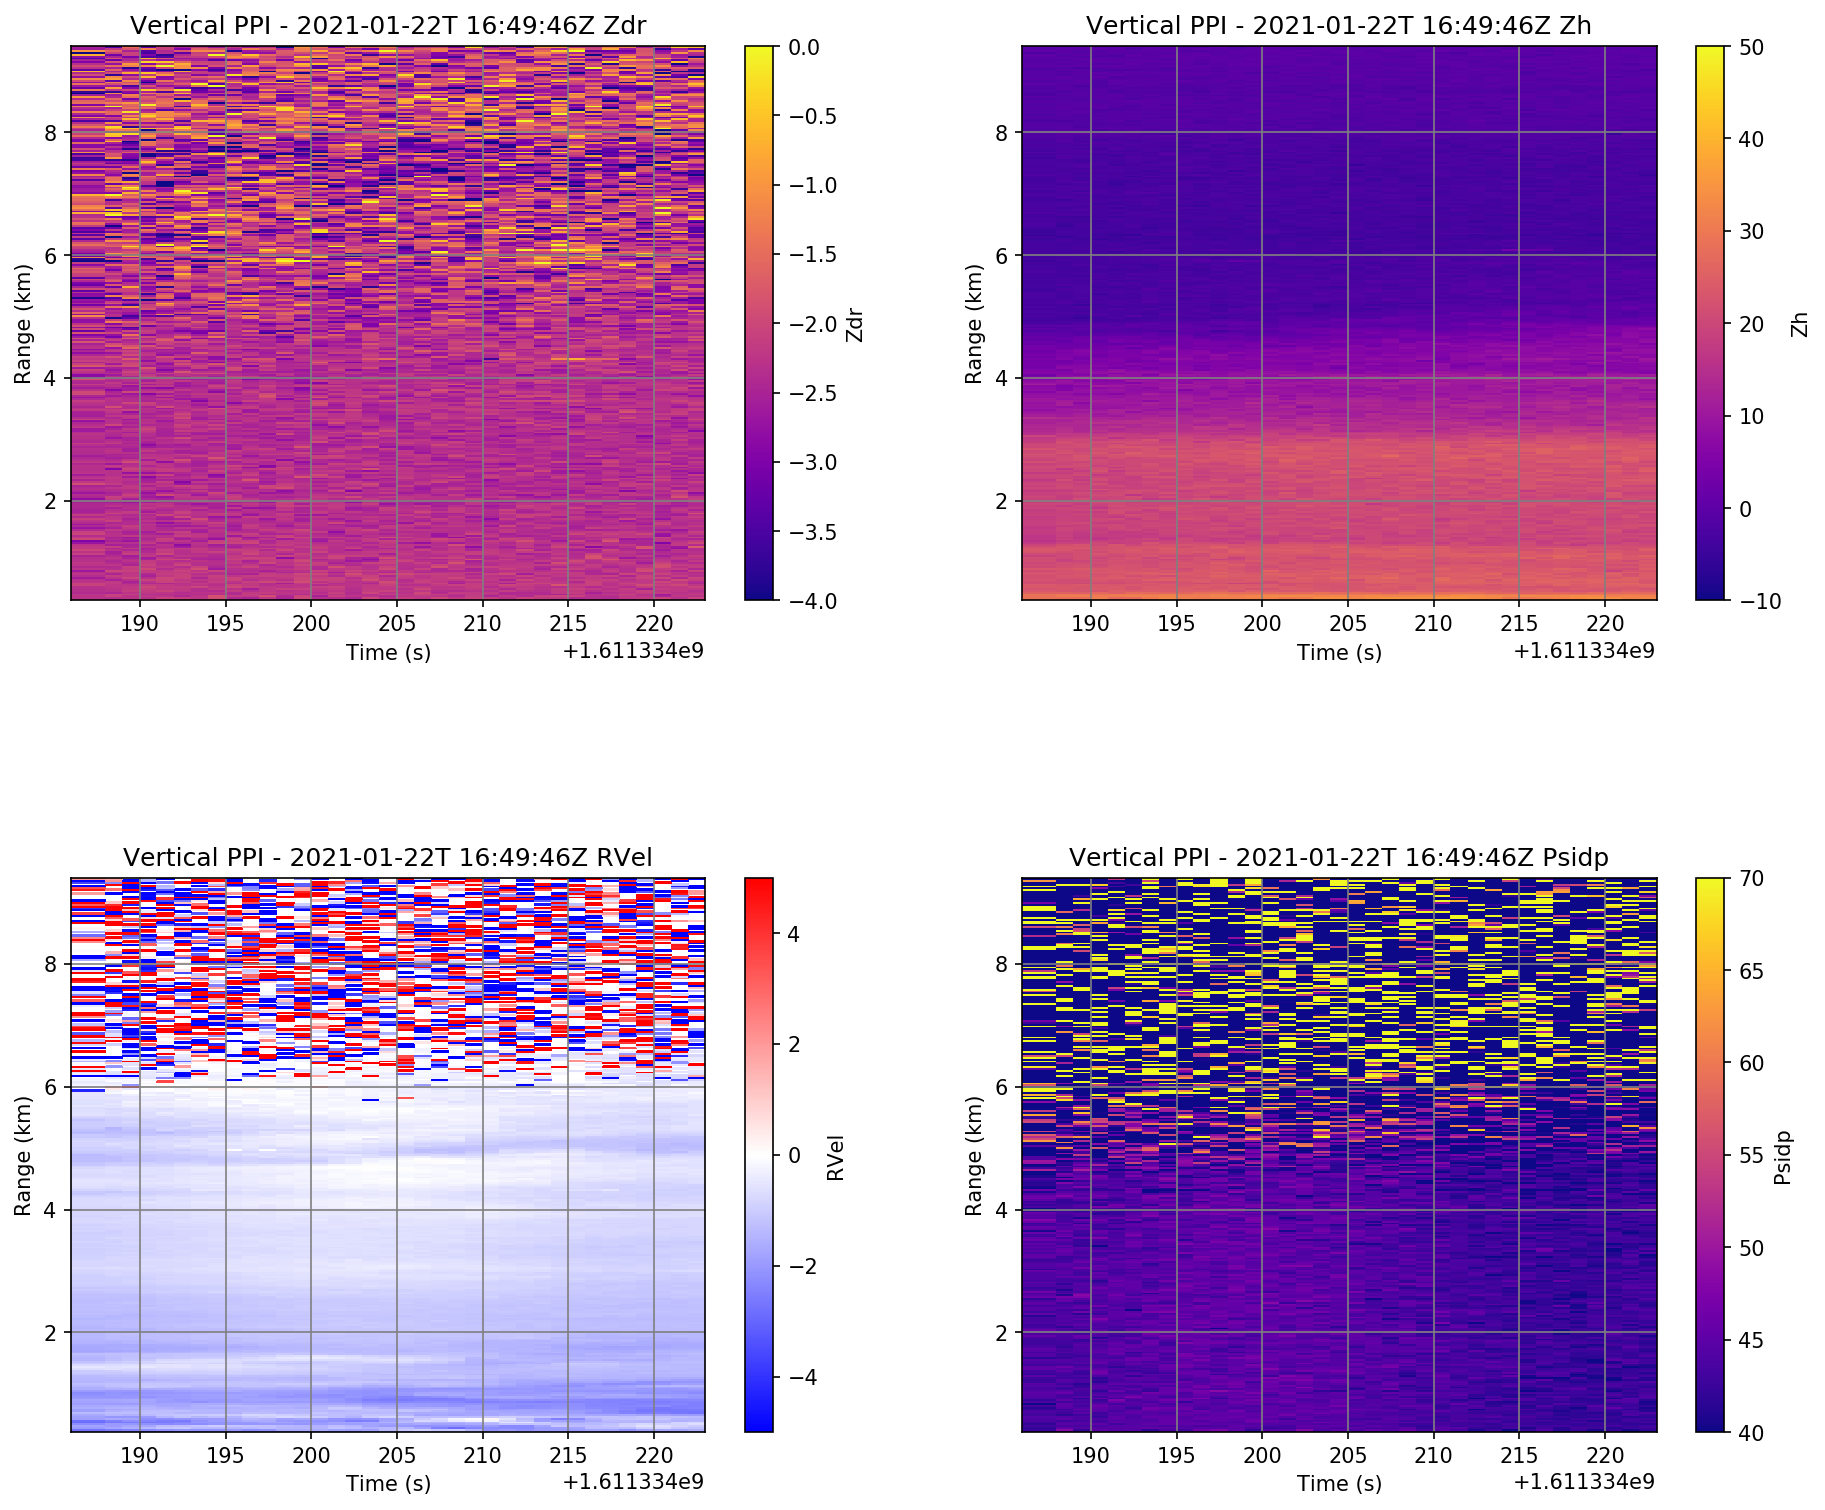 Vertical PPI - 2021-01-22T 16:49:46Z Zdr
Range (km)
8
6
4
2
190 195 200 205 210 215 220
Time (s)
+1.611334e9
0.0
−0.5
−1.0
−1.5
−2.0
−2.5
−3.0
−3.5
−4.0
Zdr
Vertical PPI - 2021-01-22T 16:49:46Z Zh
Range (km)
8
6
4
2
190 195 200 205 210 215 220
Time (s)
+1.611334e9
50
40
30
20
10
0
−10
Zh
Vertical PPI - 2021-01-22T 16:49:46Z RVel
Range (km)
8
6
4
2
190 195 200 205 210 215 220
Time (s)
+1.611334e9
4
2
0
−2
−4
RVel
Vertical PPI - 2021-01-22T 16:49:46Z Psidp
Range (km)
8
6
4
2
190 195 200 205 210 215 220
Time (s)
+1.611334e9
70
65
60
55
50
45
40
Psidp